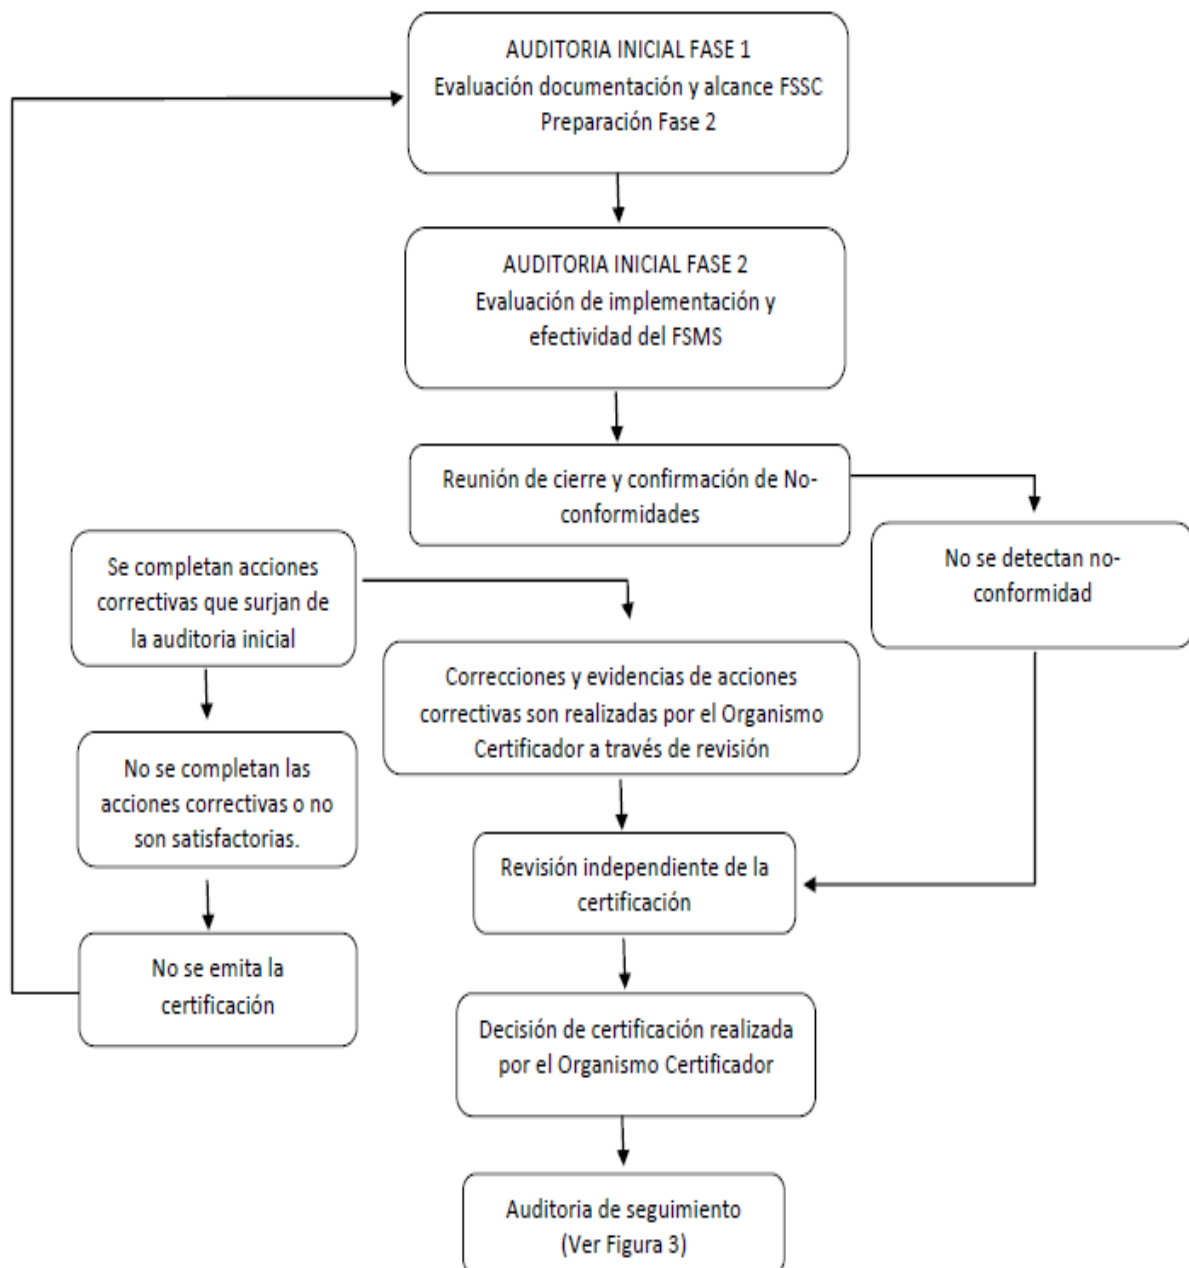 AUDITORIA INICIAL FASE 1
Evaluación documentación y alcance FSSC
Preparación Fase 2
AUDITORIA INICIAL FASE 2
Evaluación de implementación y
efectividad del FSMS
Reunión de cierre y confirmación de No-
conformidades
No se detectan no-
conformidad
Se completan acciones
correctivas que surjan de
la auditoria inicial
Correcciones y evidencias de acciones
correctivas son realizadas por el Organismo
Certificador a través de revisión
No se completan las
acciones correctivas o no
son satisfactorias.
Revisión independiente de la
certificación
No se emita la
certificación
Decisión de certificación realizada
por el Organismo Certificador
Auditoria de seguimiento
(Ver Figura 3)